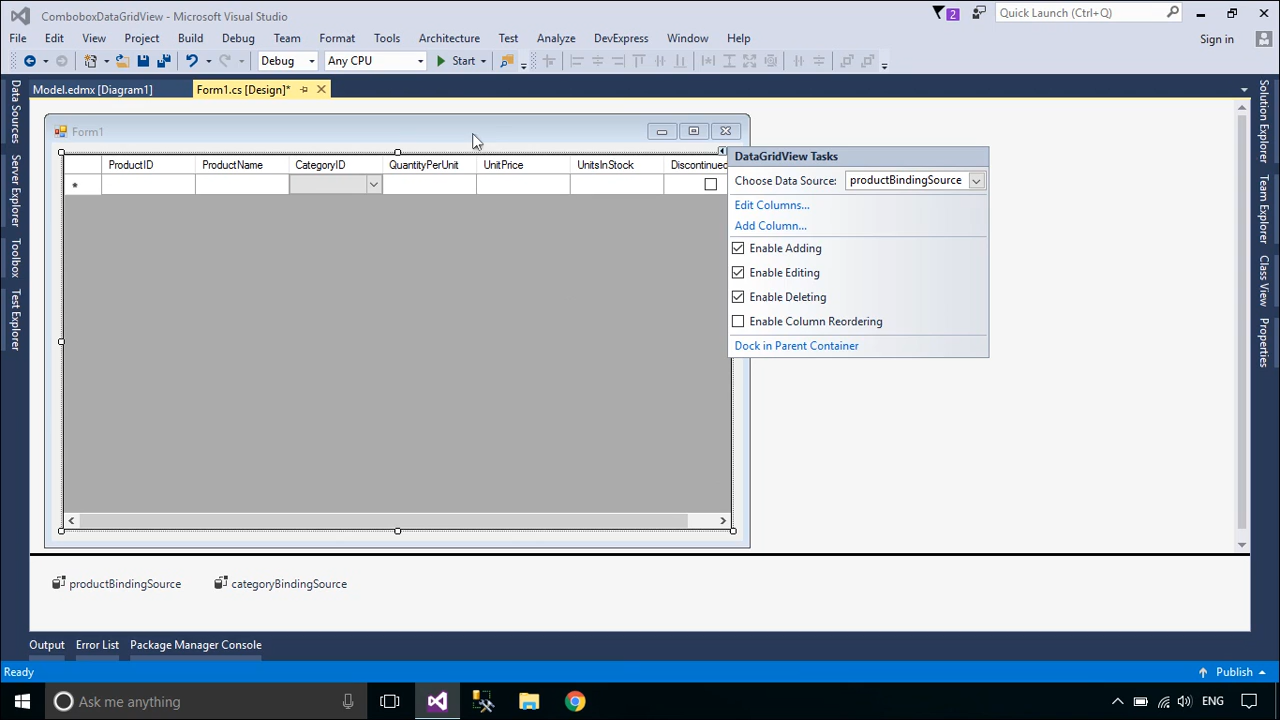 ComboboxDataGridView - Microsoft Visual Studio
2
Quick Launch (Ctrl+Q)
File Edit View Project Build Debug Team Format Tools Architecture Test Analyze DevExpress Window Help
Sign in
Debug Any CPU Start
Model.edmx [Diagram1] Form1.cs [Design]*
Data Sources
Server Explorer
Toolbox
Test Explorer
Form1
ProductID ProductName CategoryID QuantityPerUnit UnitPrice UnitsInStock Discontinued
DataGridView Tasks
Choose Data Source: productBindingSource
Edit Columns...
Add Column...
Enable Adding
Enable Editing
Enable Deleting
Enable Column Reordering
Dock in Parent Container
Solution Explorer
Team Explorer
Class View
Properties
productBindingSource categoryBindingSource
Output Error List Package Manager Console
Ready
Publish
Ask me anything
ENG